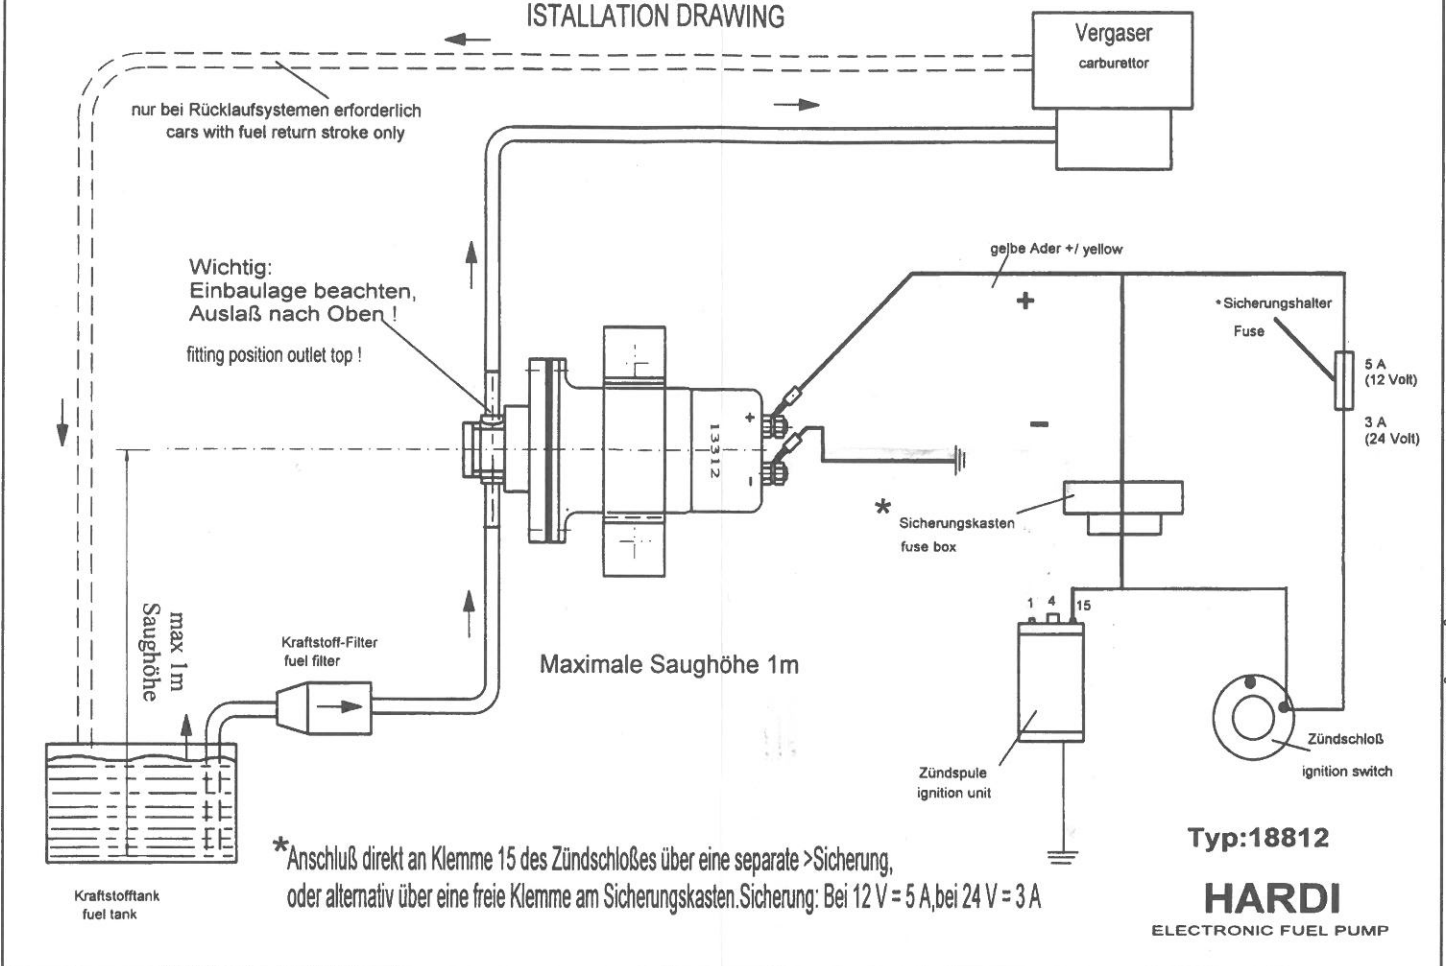 ISTALLATION DRAWING
Vergaser
carburettor
nur bei Rücklaufsystemen erforderlich
cars with fuel return stroke only
gelbe Ader +/ yellow
Wichtig:
Einbaulage beachten,
Auslaß nach Oben !
fitting position outlet top !
+
* Sicherungshalter
Fuse
5 A
(12 Volt)
3 A
(24 Volt)
+
13312
-
-
*
Sicherungskasten
fuse box
1 4 15
max 1m
Saughöhe
Kraftstoff-Filter
fuel filter
Maximale Saughöhe 1m
Zündschloß
ignition switch
Zündspule
ignition unit
Typ:18812
*Anschluß direkt an Klemme 15 des Zündschloßes über eine separate >Sicherung,
oder alternativ über eine freie Klemme am Sicherungskasten.Sicherung: Bei 12 V = 5 A,bei 24 V = 3 A
Kraftstofftank
fuel tank
HARDI
ELECTRONIC FUEL PUMP